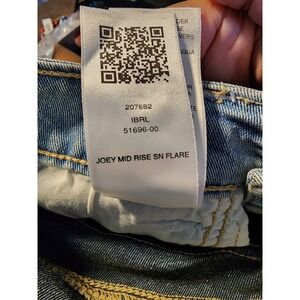 207682
IBRL
51696-00
JOEY MID RISE SN FLARE